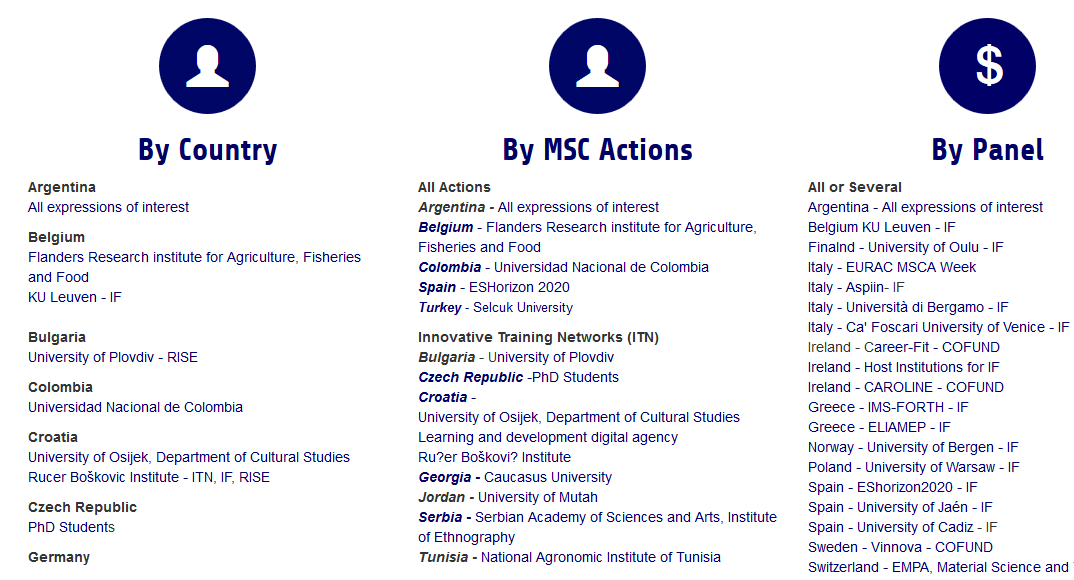 $
By Country
Argentina
All expressions of interest
Belgium
Flanders Research institute for Agriculture, Fisheries
and Food
KU Leuven - IF
Bulgaria
University of Plovdiv - RISE
Colombia
Universidad Nacional de Colombia
Croatia
University of Osijek, Department of Cultural Studies
Rucer Boškovic Institute - ITN, IF, RISE
Czech Republic
PhD Students
Germany
By MSC Actions
All Actions
Argentina - All expressions of interest
Belgium - Flanders Research institute for Agriculture,
Fisheries and Food
Colombia - Universidad Nacional de Colombia
Spain - ESHorizon 2020
Turkey - Selcuk University
Innovative Training Networks (ITN)
Bulgaria - University of Plovdiv
Czech Republic -PhD Students
Croatia -
University of Osijek, Department of Cultural Studies
Learning and development digital agency
Ru?er Boškovi? Institute
Georgia - Caucasus University
Jordan - University of Mutah
Serbia - Serbian Academy of Sciences and Arts, Institute
of Ethnography
Tunisia - National Agronomic Institute of Tunisia
By Panel
All or Several
Argentina - All expressions of interest
Belgium KU Leuven - IF
Finalnd - University of Oulu - IF
Italy - EURAC MSCA Week
Italy - Aspiin- IF
Italy - Università di Bergamo - IF
Italy - Ca' Foscari University of Venice - IF
Ireland - Career-Fit - COFUND
Ireland - Host Institutions for IF
Ireland - CAROLINE - COFUND
Greece - IMS-FORTH - IF
Greece - ELIAMEP - IF
Norway - University of Bergen - IF
Poland - University of Warsaw - IF
Spain - EShorizon2020 - IF
Spain - University of Jaén - IF
Spain - University of Cadiz - IF
Sweden - Vinnova - COFUND
Switzerland - EMPA, Material Science and